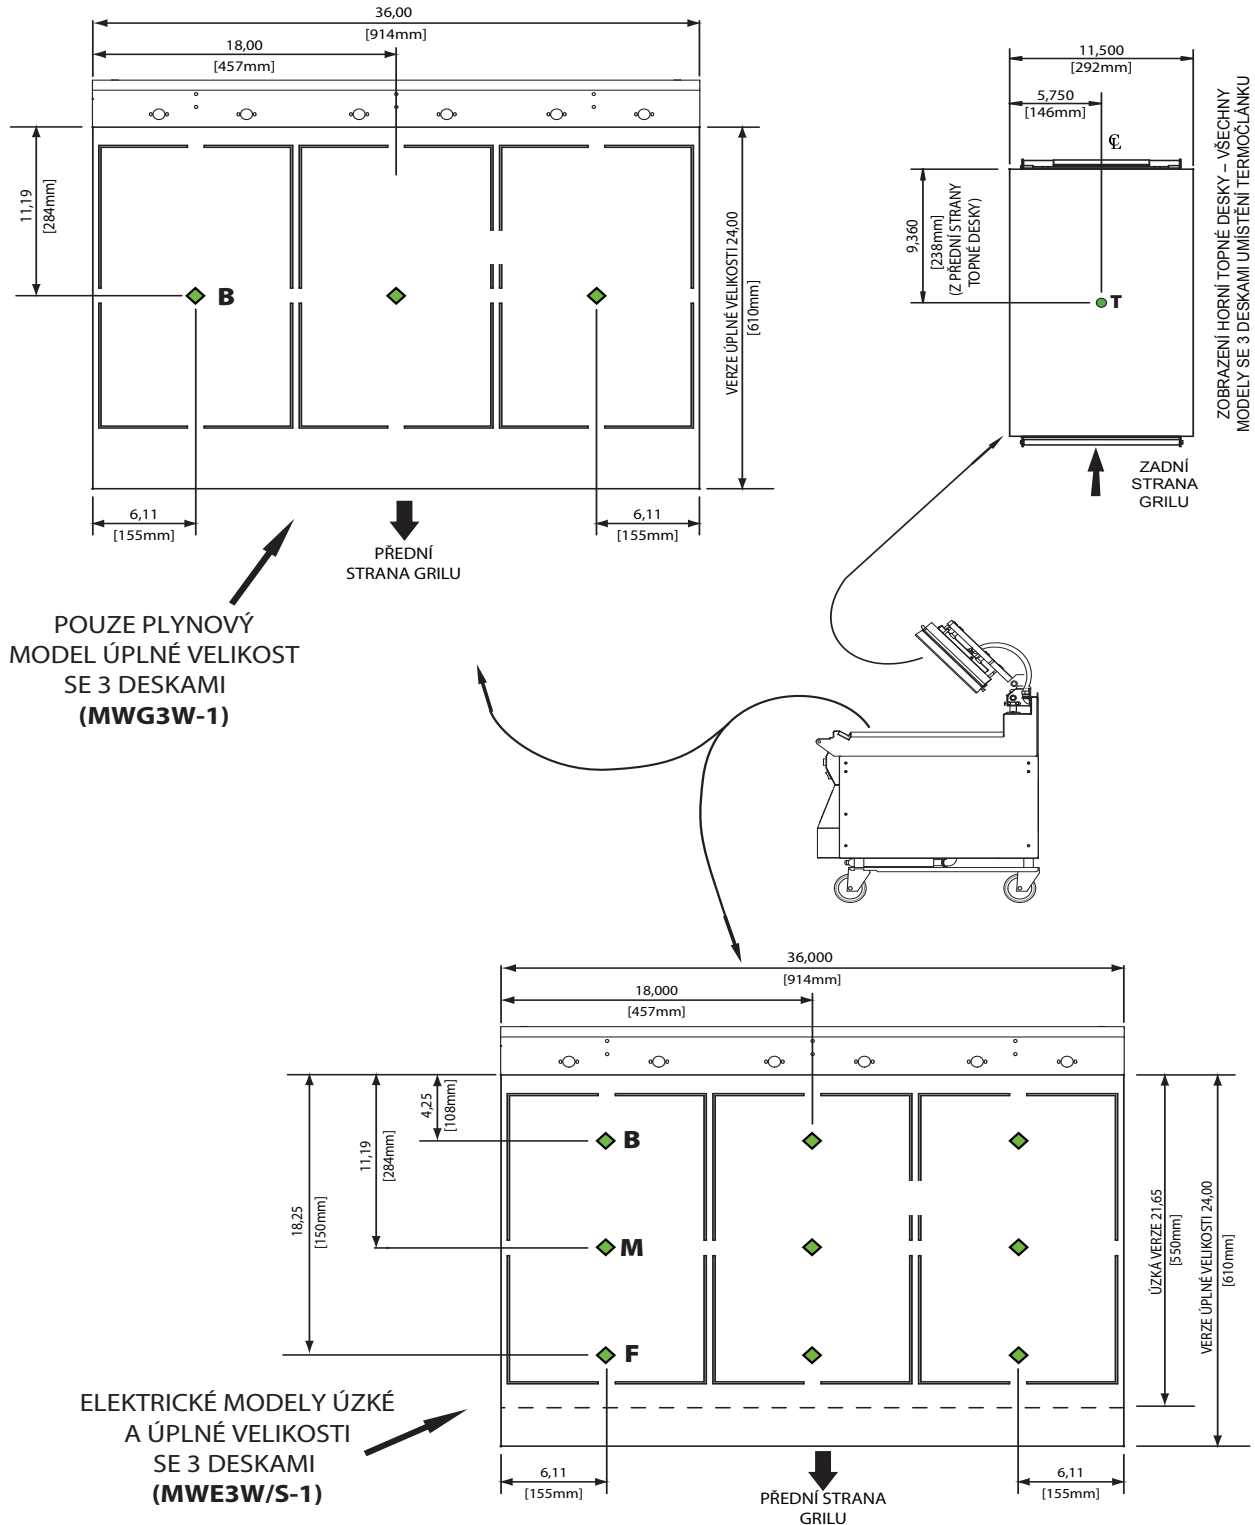 36,00
[914mm]
18,00
[457mm]
11,19
[284mm]
B
VERZE ÚPLNÉ VELIKOSTI 24,00
[610mm]
6,11
[155mm]
6,11
[155mm]
PŘEDNÍ
STRANA GRILU
POUZE PLYNOVÝ
MODEL ÚPLNÉ VELIKOST
SE 3 DESKAMI
(MWG3W-1)
11,500
[292mm]
5,750
[146mm]
℄
9,360
[238mm]
(Z PŘEDNÍ STRANY
TOPNÉ DESKY)
T
ZOBRAZENÍ HORNÍ TOPNÉ DESKY – VŠECHNY
MODELY SE 3 DESKAMI UMÍSTĚNÍ TERMOČLÁNKU
ZADNÍ
STRANA
GRILU
36,000
[914mm]
18,000
[457mm]
4,25
[108mm]
11,19
[284mm]
18,25
[150mm]
B
M
F
ÚZKÁ VERZE 21,65
[550mm]
VERZE ÚPLNÉ VELIKOSTI 24,00
[610mm]
6,11
[155mm]
6,11
[155mm]
PŘEDNÍ STRANA
GRILU
ELEKTRICKÉ MODELY ÚZKÉ
A ÚPLNÉ VELIKOSTI
SE 3 DESKAMI
(MWE3W/S-1)